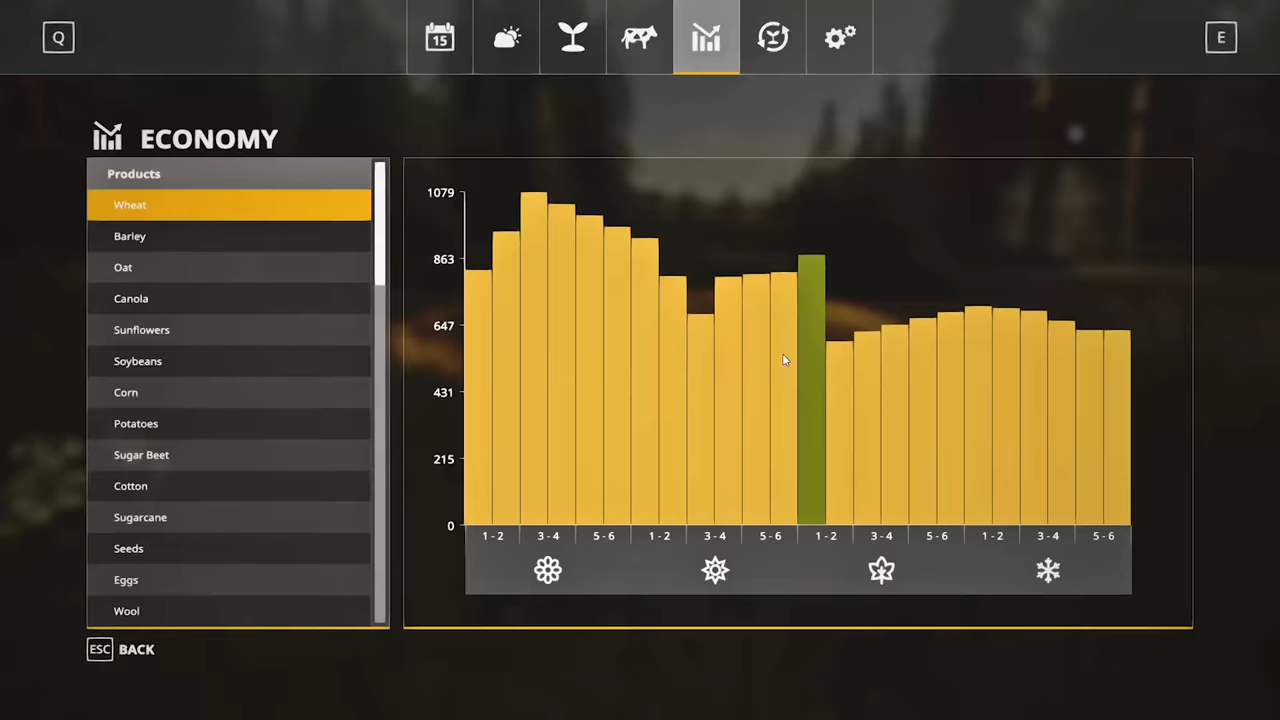 Q
15
E
ECONOMY
Products
Wheat
Barley
Oat
Canola
Sunflowers
Soybeans
Corn
Potatoes
Sugar Beet
Cotton
Sugarcane
Seeds
Eggs
Wool
1079
863
647
431
215
0
1 - 2 3 - 4 5 - 6 1 - 2 3 - 4 5 - 6 1 - 2 3 - 4 5 - 6 1 - 2 3 - 4 5 - 6
ESC BACK